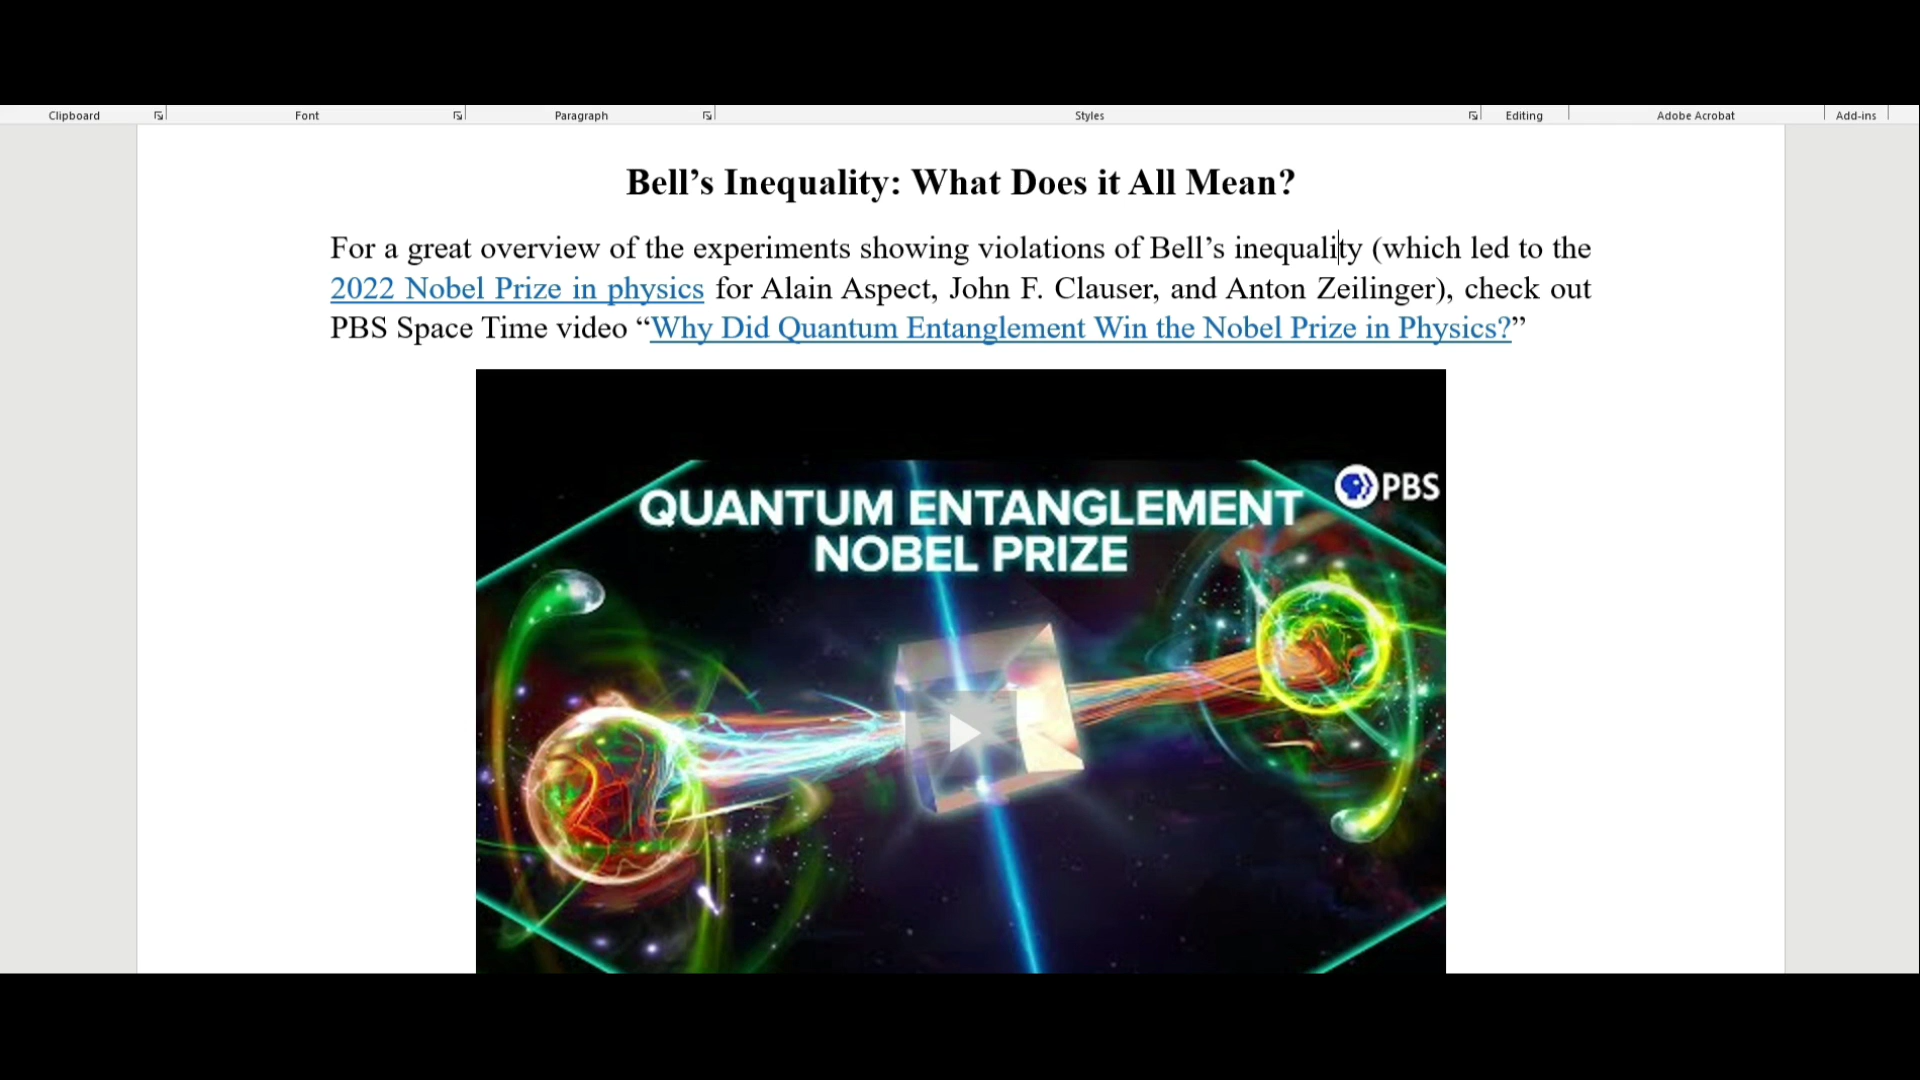 Clipboard Font Paragraph Styles Editing Adobe Acrobat Add-ins
Bell’s Inequality: What Does it All Mean?
For a great overview of the experiments showing violations of Bell’s inequality (which led to the
2022 Nobel Prize in physics for Alain Aspect, John F. Clauser, and Anton Zeilinger), check out
PBS Space Time video “Why Did Quantum Entanglement Win the Nobel Prize in Physics?”
PBS
QUANTUM ENTANGLEMENT
NOBEL PRIZE